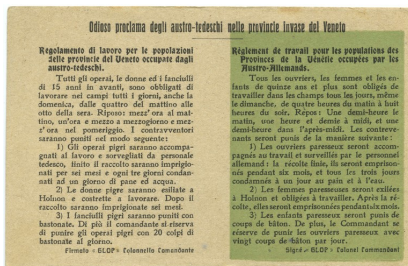 Odioso proclama degli austro-tedeschi nelle provincie invase del Veneto
Regolamento di lavoro per le popolazioni
delle provincie del Veneto occupate dagli
austro-tedeschi.
Tutti gli operai, le donne ed i fanciulli
di 15 anni in avanti, sono obbligati di
lavorare nei campi tutti i giorni, anche la
domenica, dalle quattro del mattino alle
otto della sera. Riposo: mezz'ora al mat-
tino, un'ora e mezzo a mezzogiorno e mez-
z'ora nel pomeriggio. I contravventori
saranno puniti nel modo seguente:
1) Gli operai pigri saranno accompa-
gnati al lavoro e sorvegliati da personale
tedesco, finito il raccolto saranno imprigio-
nati per sei mesi e ogni tre giorni condan-
nati ad un giorno di pane ed acqua.
2) Le donne pigre saranno esiliate a
Holnon e costrette a lavorare. Dopo il
raccolto saranno imprigionate sei mesi.
3) I fanciulli pigri saranno puniti con
bastonate. Di più il comandante si riserva
di punire gli operai pigri con 20 colpi di
bastonate al giorno.
Firmato « GLOP » Colonnello Comandante
Règlement de travail pour les populations des
Provinces de la Vénétie occupées par les
Austro-Allemands.
Tous les ouvriers, les femmes et les en-
fants de quinze ans et plus sont obligés de
travailler dans les champs tous les jours, même
le dimanche, de quatre heures du matin à huit
heures du soir. Répos: Une demi-heure le
matin, une heure et demie à midi, et une
demi-heure dans l'après-midi. Les contreve-
nants seront punis de la manière suivante:
1) Les ouvriers paresseux seront accom-
pagnés au travail et surveillés par le personnel
allemand: la récolte finie, ils seront emprison-
nés pendant six mois, et tous les trois jours
condamnés à un jour au pain et à l'eau.
2) Les femmes paresseuses seront exilées
à Holnon et obligées à travailler. Après la ré-
colte, elles seront emprisonnées pendant six mois.
3) Les enfants paresseux seront punis de
coups de bâton. De plus, le Commandant se
réserve de punir les ouvriers paresseux avec
vingt coups de bâton par jour.
Signé « GLOP » Colonel Commandant